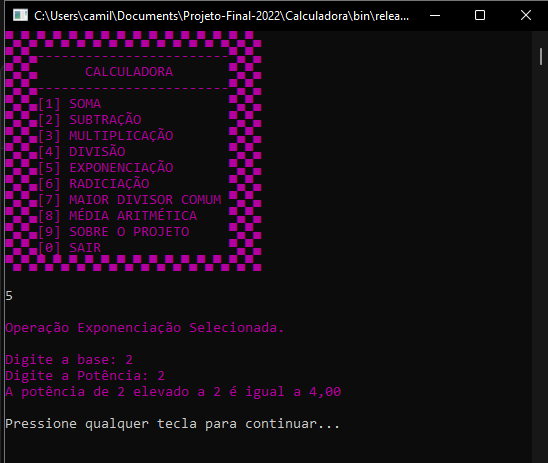 C:\Users\camil\Documents\Projeto-Final-2022\Calculadora\bin\relea...
CALCULADORA
[1] SOMA
[2] SUBTRAÇÃO
[3] MULTIPLICAÇÃO
[4] DIVISÃO
[5] EXPONENCIAÇÃO
[6] RADICIAÇÃO
[7] MAIOR DIVISOR COMUM
[8] MÉDIA ARITMÉTICA
[9] SOBRE O PROJETO
[0] SAIR
5
Operação Exponenciação Selecionada.
Digite a base: 2
Digite a Potência: 2
A potência de 2 elevado a 2 é igual a 4,00
Pressione qualquer tecla para continuar...